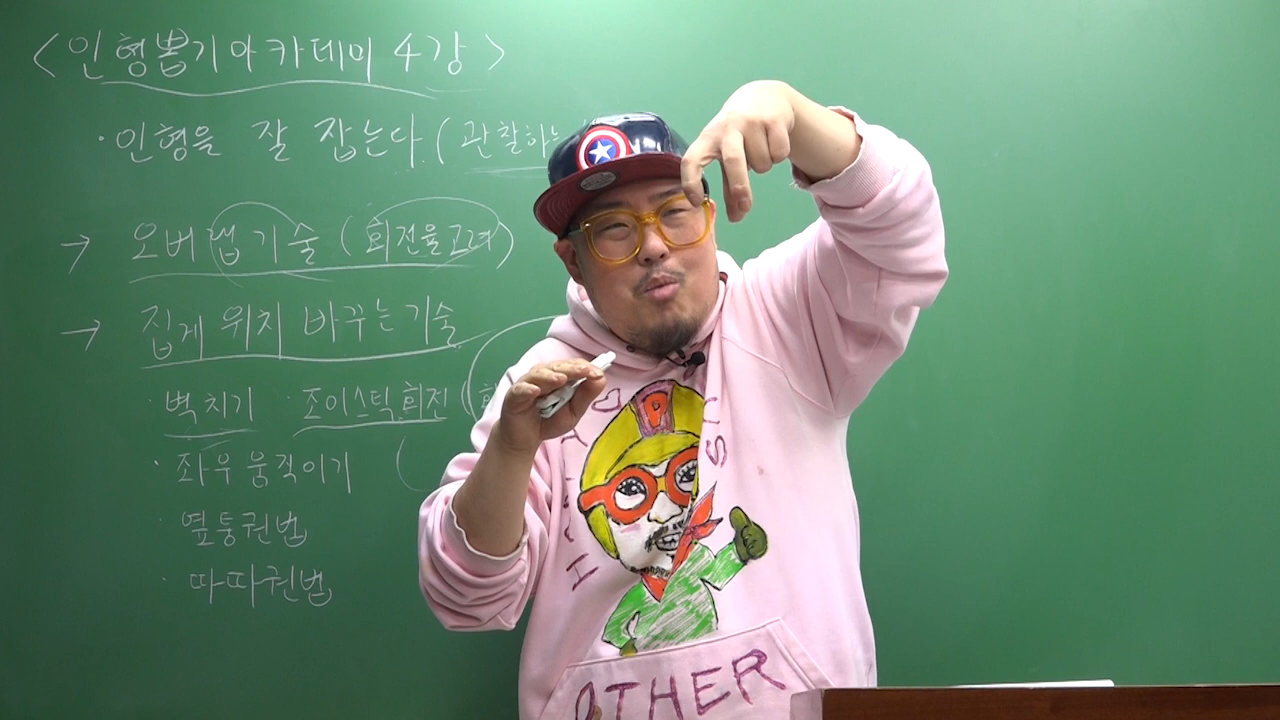 <인형뽑기아카데미 4강>
· 인형을 잘 잡는다 (관찰하는
→ 오버랩기술 (회전율고려)
→ 집게 위치 바꾸는기술
· 벽치기 · 조이스틱회전 (
· 좌우 움직이기 (
· 옆통권법
· 따따권법
P
OTHER